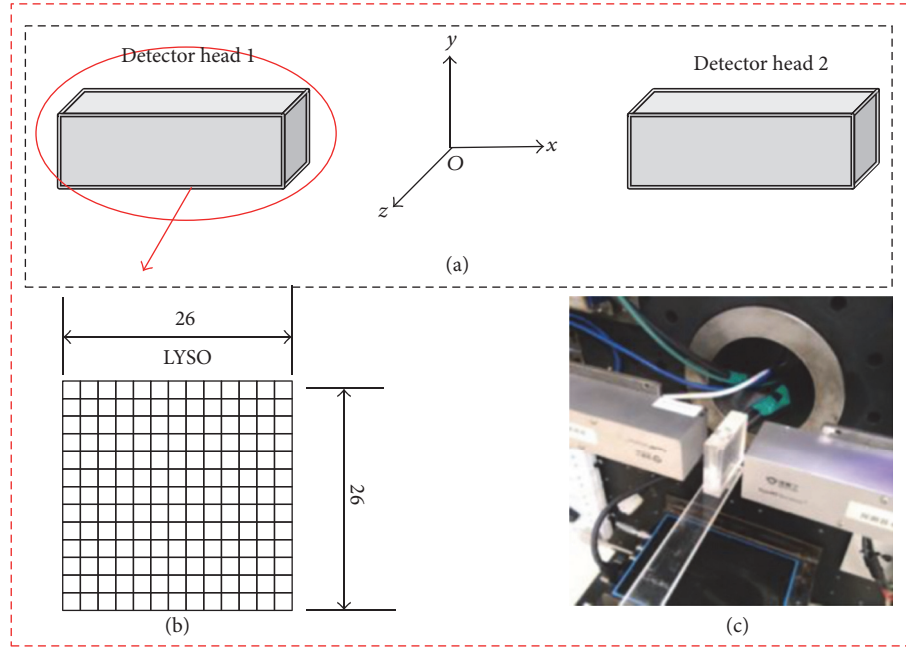 Detector head 1
y
Detector head 2
x
O
z
(a)
26
LYSO
26
(b)
(c)